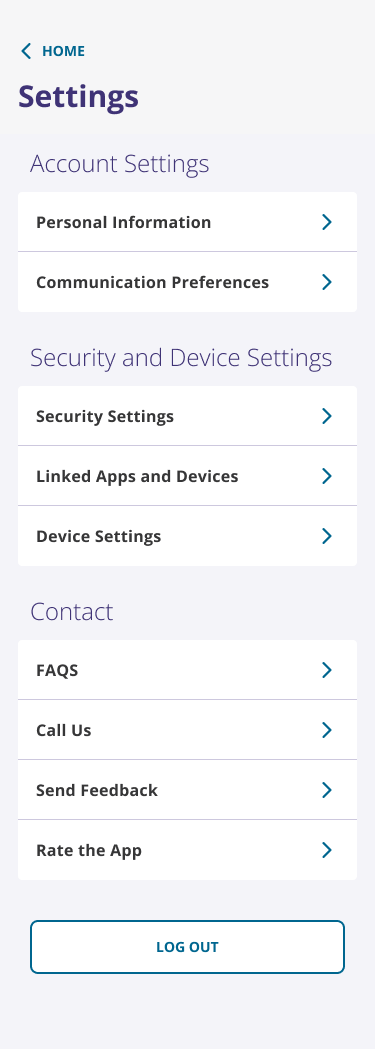 HOME
Settings
Account Settings
Personal Information
Communication Preferences
Security and Device Settings
Security Settings
Linked Apps and Devices
Device Settings
Contact
FAQS
Call Us
Send Feedback
Rate the App
LOG OUT